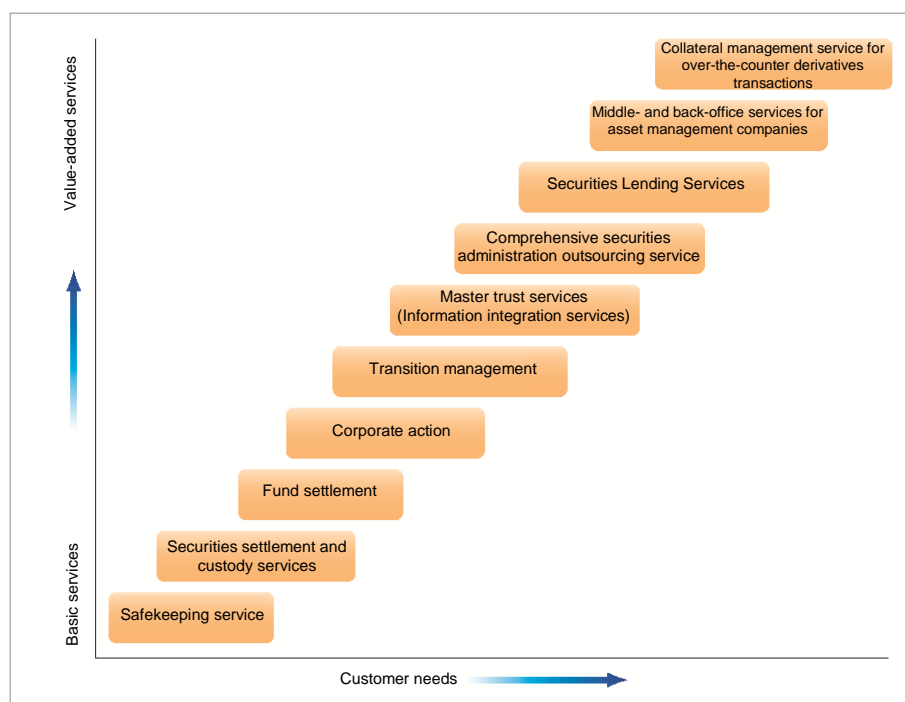 Collateral management service for
over-the-counter derivatives
transactions
Middle- and back-office services for
asset management companies
Securities Lending Services
Comprehensive securities
administration outsourcing service
Master trust services
(Information integration services)
Transition management
Corporate action
Fund settlement
Securities settlement and
custody services
Safekeeping service
Value-added services
Basic services
Customer needs